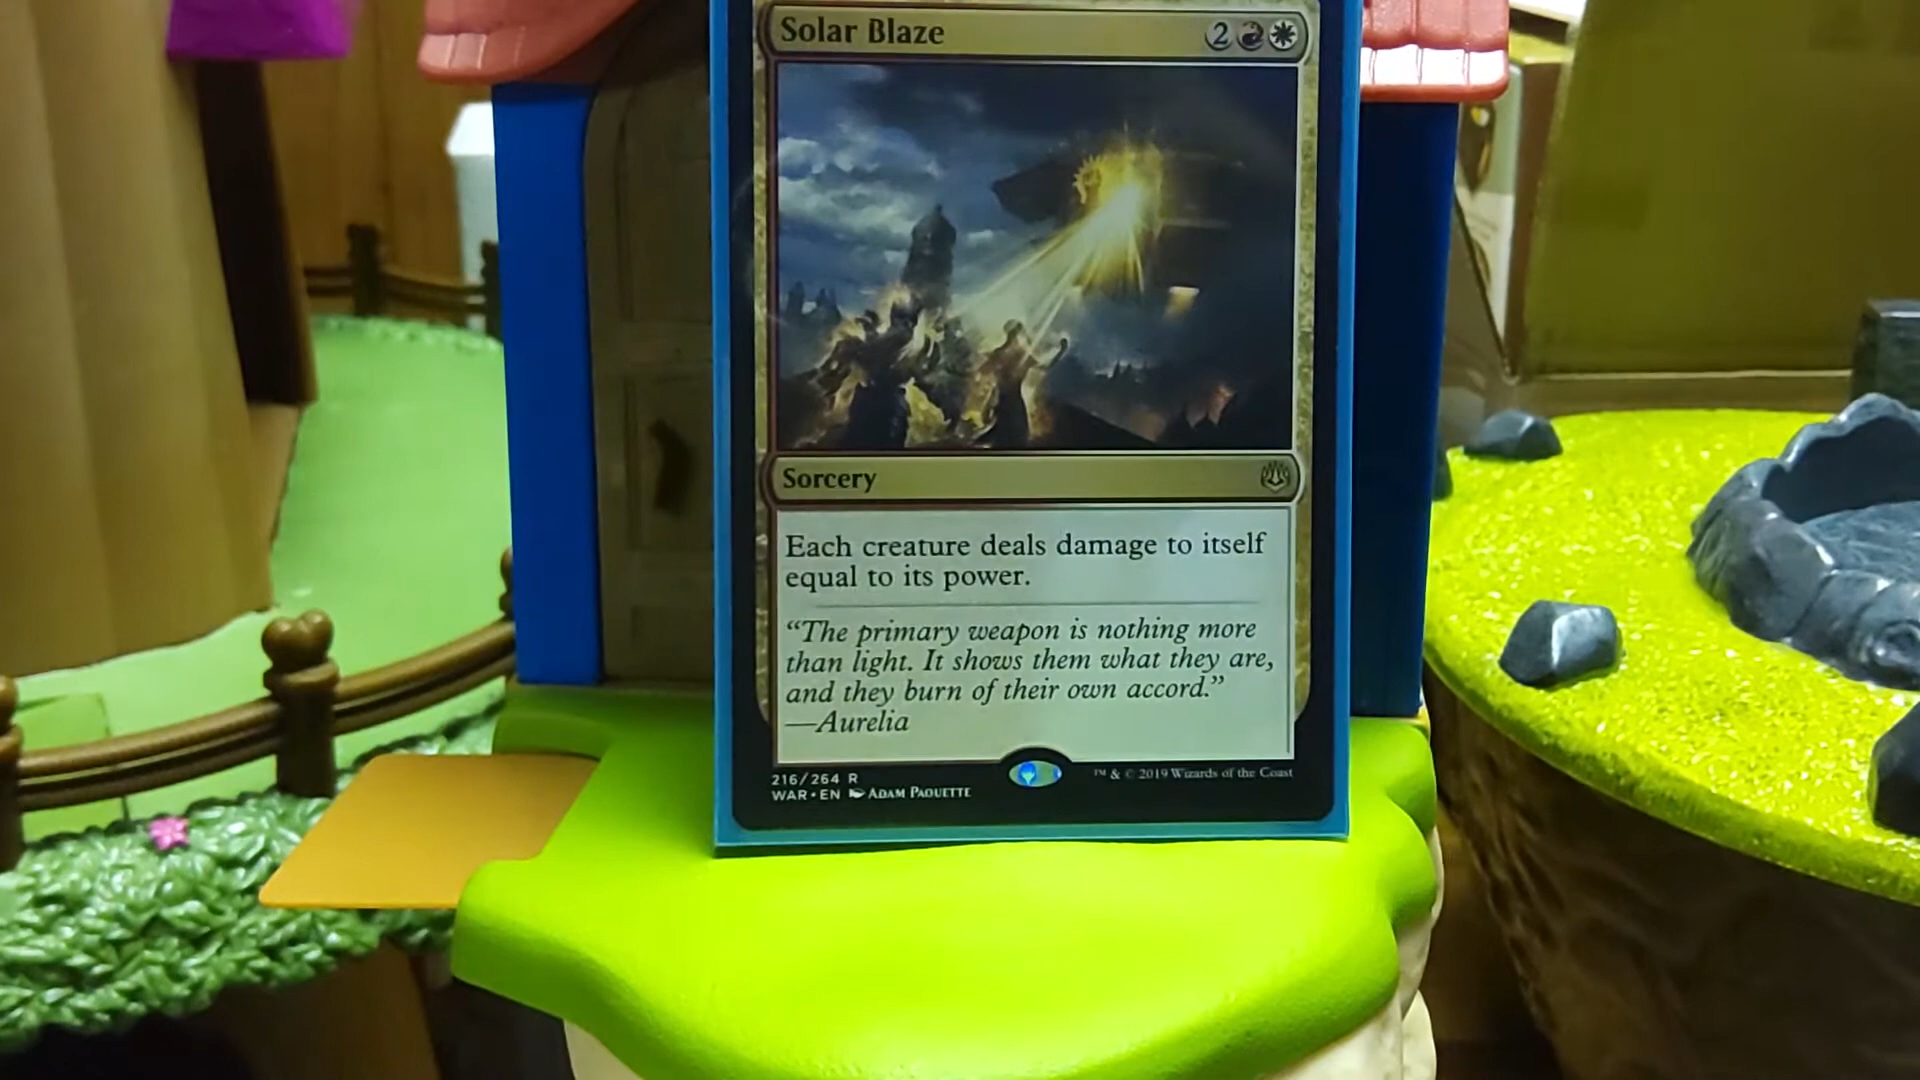 Solar Blaze 2
Sorcery
Each creature deals damage to itself
equal to its power.
“The primary weapon is nothing more
than light. It shows them what they are,
and they burn of their own accord.”
—Aurelia
216/264 R
WAR • EN ADAM PAQUETTE
™ & © 2019 Wizards of the Coast